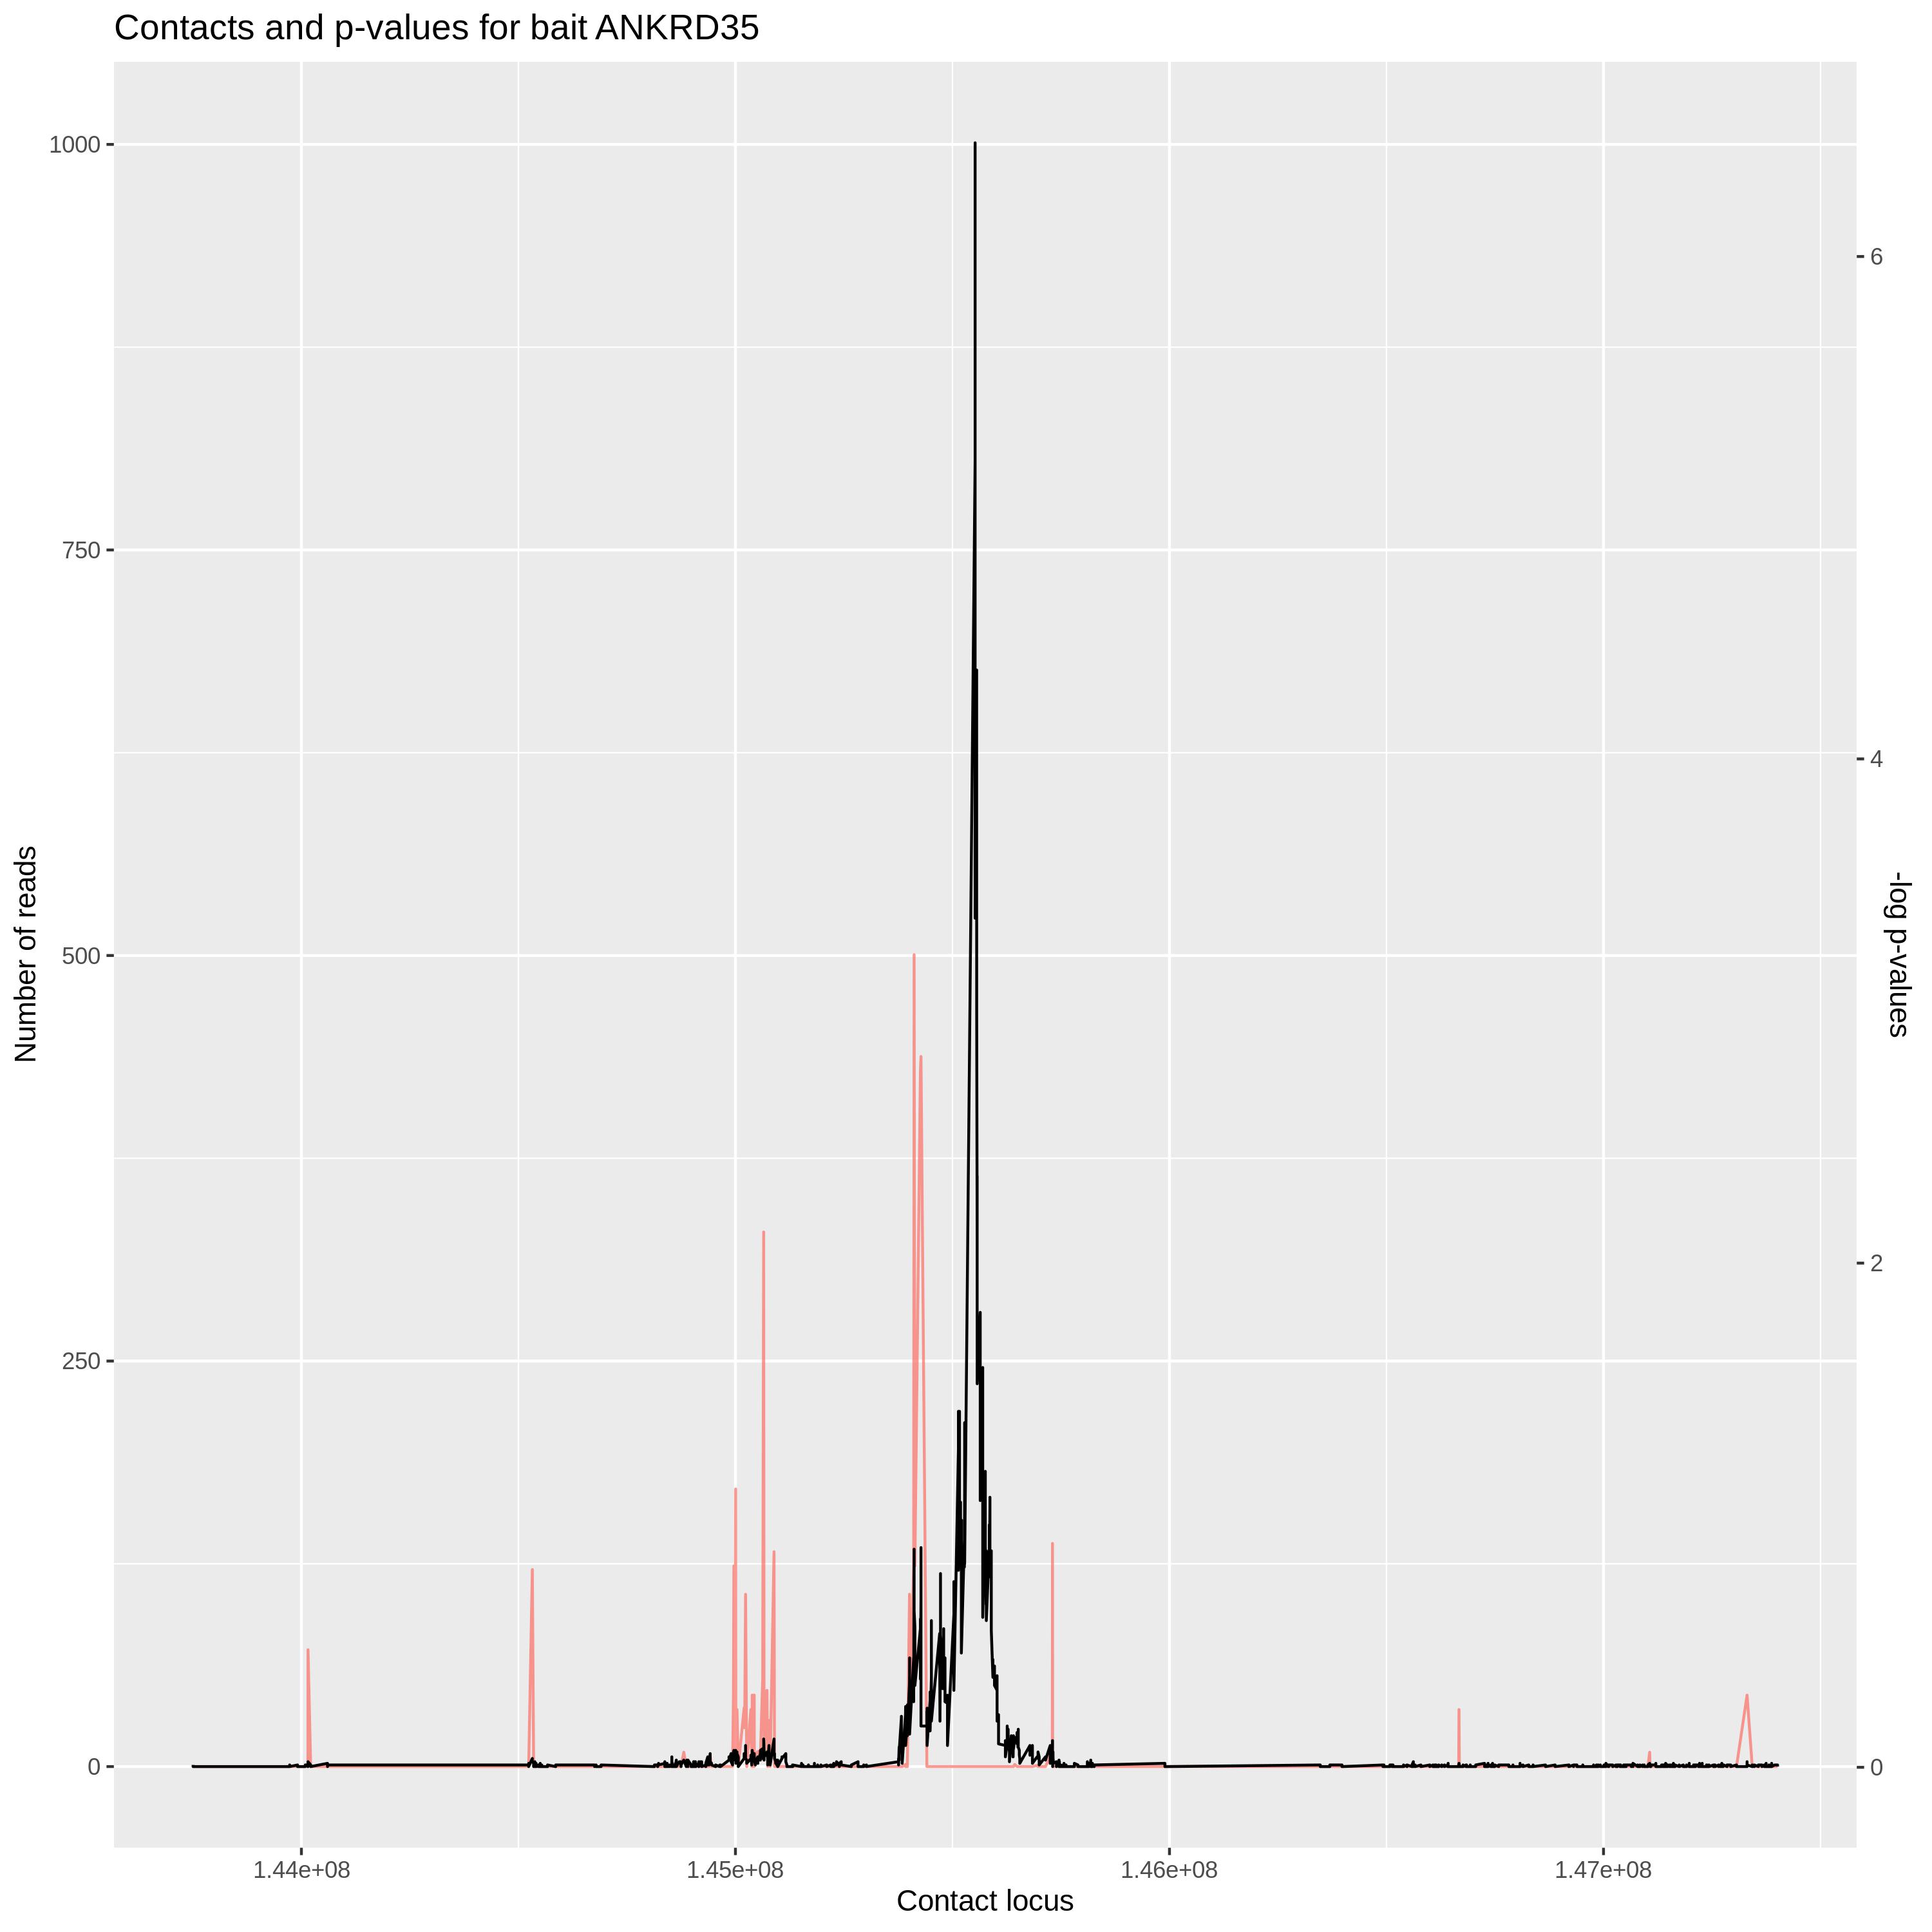 Contacts and p-values for bait ANKRD35
1000
750
500
250
0
Number of reads
6
4
2
0
-log p-values
1.44e+08
1.45e+08
1.46e+08
1.47e+08
Contact locus